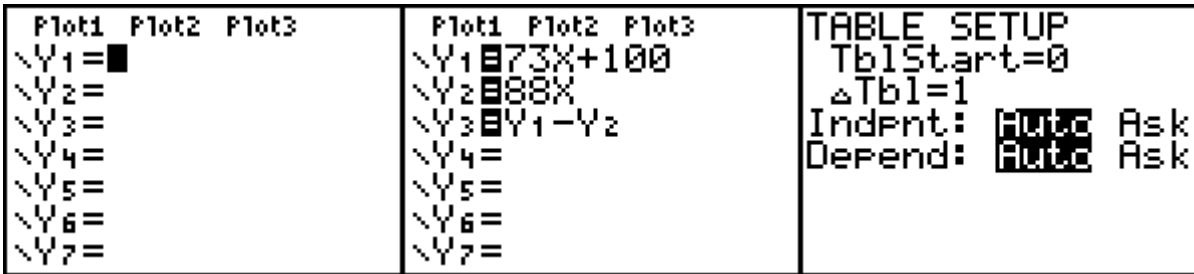 Plot1 Plot2 Plot3
\Y1=
\Y2=
\Y3=
\Y4=
\Y5=
\Y6=
\Y7=
Plot1 Plot2 Plot3
\Y1=73X+100
\Y2=88X
\Y3=Y1-Y2
\Y4=
\Y5=
\Y6=
\Y7=
TABLE SETUP
TblStart=0
△Tbl=1
Indpnt: Auto Ask
Depend: Auto Ask